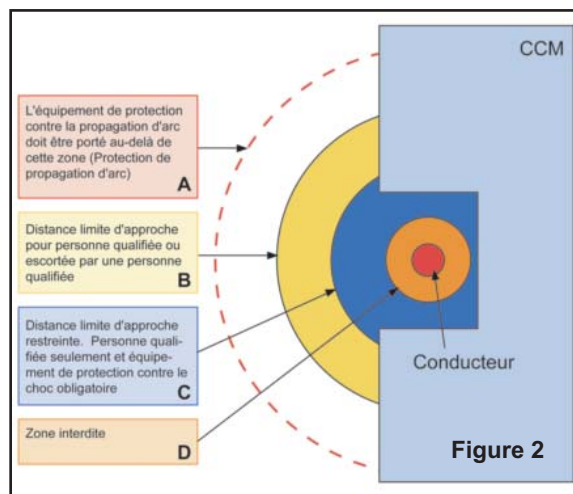 CCM
L'équipement de protection
contre la propagation d'arc
doit être porté au-delà de
cette zone (Protection de
propagation d'arc)
A
Distance limite d'approche
pour personne qualifiée ou
escortée par une personne
qualifiée
B
Distance limite d'approche
restreinte. Personne quali-
fiée seulement et équipe-
ment de protection contre le
choc obligatoire
C
Zone interdite
D
Conducteur
Figure 2